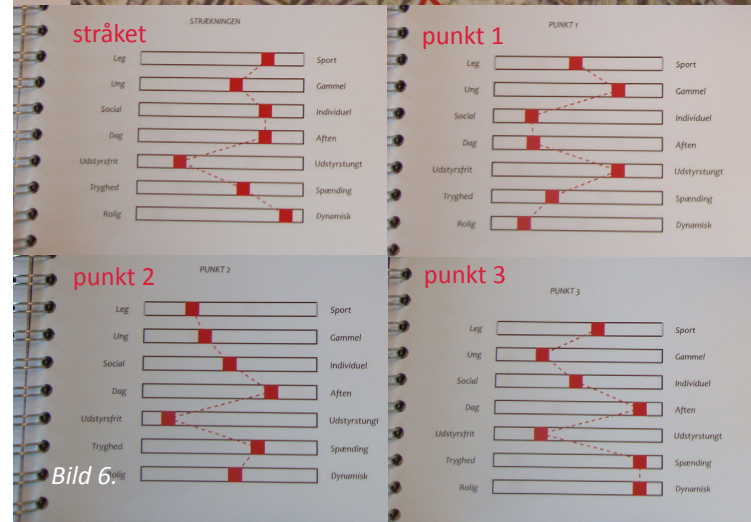 stråket
STRÆKNINGEN
Leg Sport
Ung Gammel
Social Individuel
Dag Aften
Udstyrsfrit Udstyrstungt
Tryghed Spænding
Rolig Dynamisk
punkt 1
PUNKT 1
Leg Sport
Ung Gammel
Social Individuel
Dag Aften
Udstyrsfrit Udstyrstungt
Tryghed Spænding
Rolig Dynamisk
punkt 2
PUNKT 2
Leg Sport
Ung Gammel
Social Individuel
Dag Aften
Udstyrsfrit Udstyrstungt
Tryghed Spænding
Rolig Dynamisk
Bild 6.
punkt 3
PUNKT 3
Leg Sport
Ung Gammel
Social Individuel
Dag Aften
Udstyrsfrit Udstyrstungt
Tryghed Spænding
Rolig Dynamisk